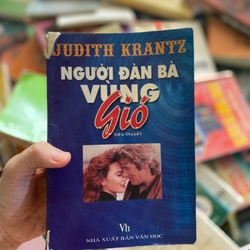 JUDITH KRANTZ
NGƯỜI ĐÀN BÀ
VÙNG
Gió
tiểu thuyết
Vh
NHÀ XUẤT BẢN VĂN HỌC